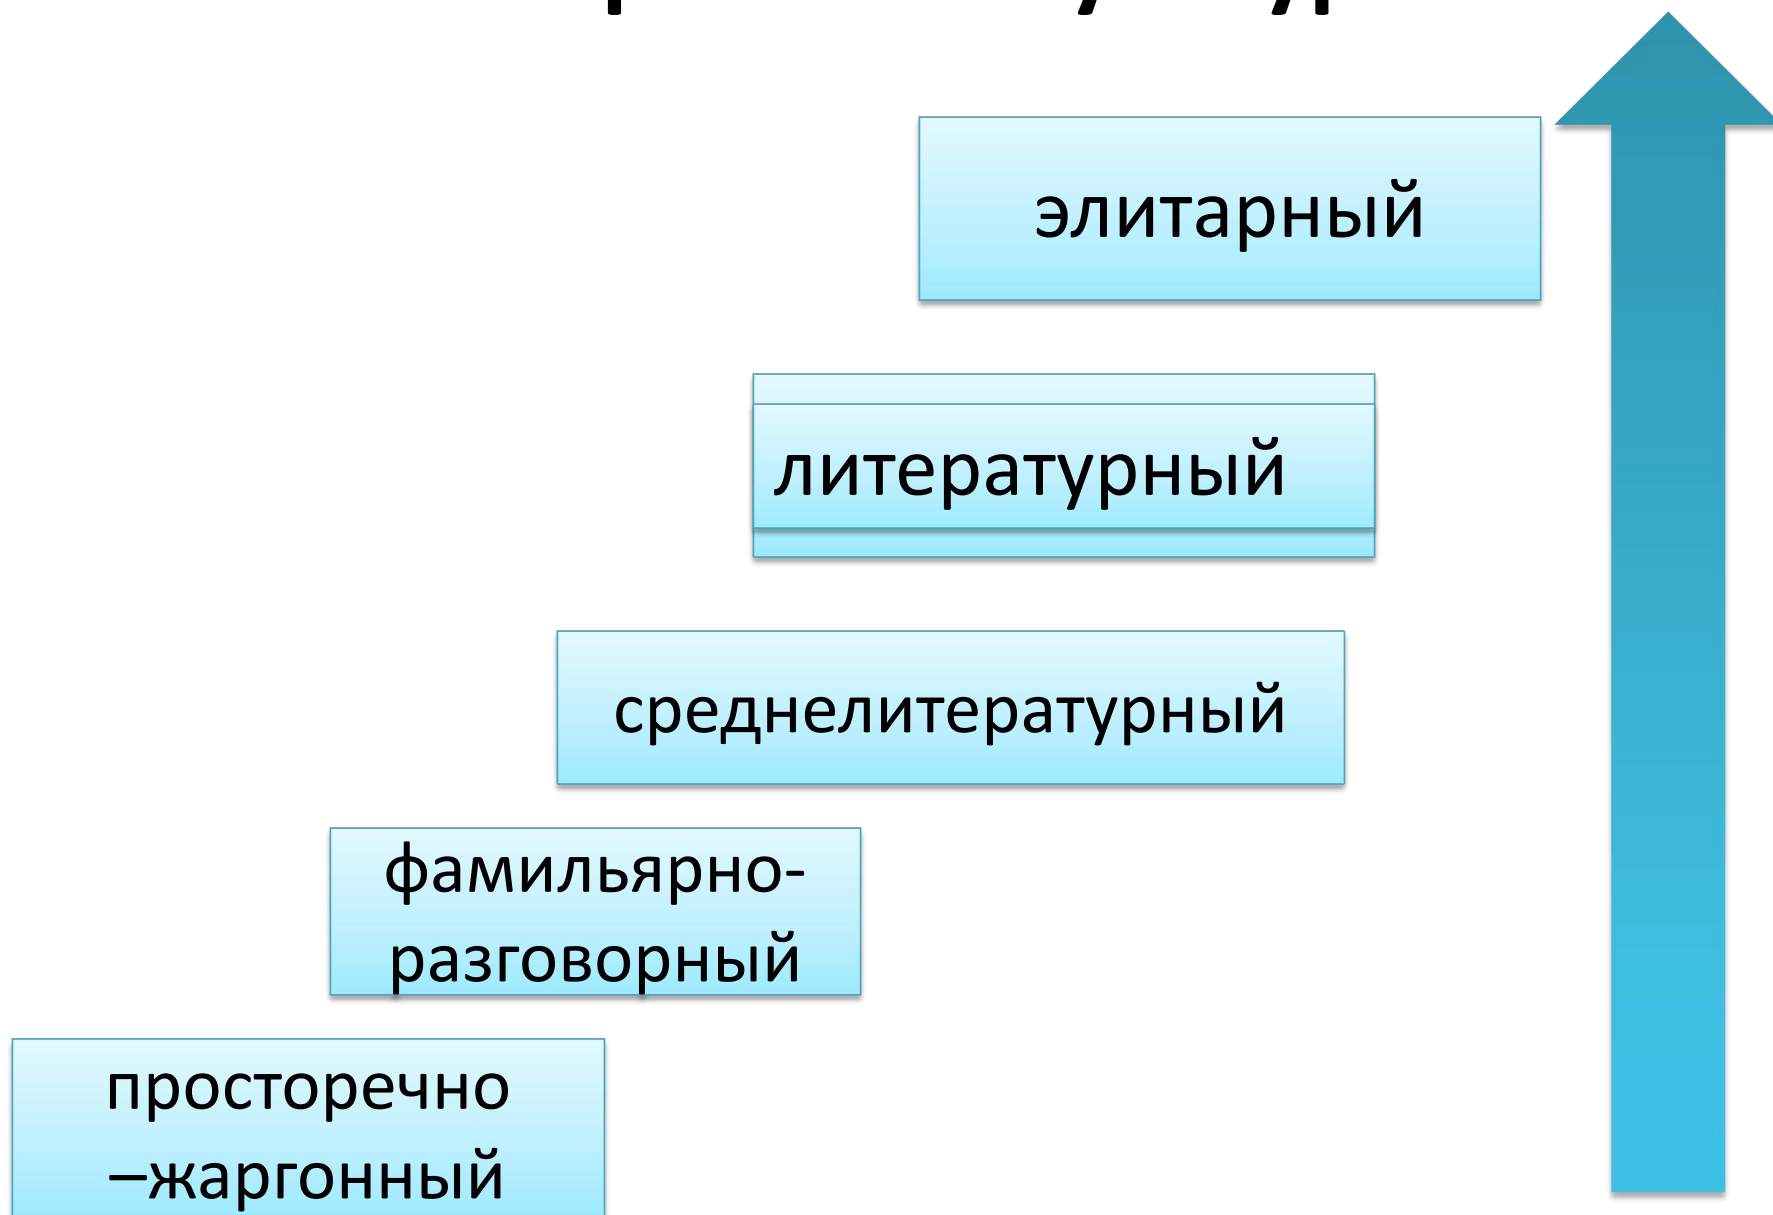 элитарный
литературный
среднелитературный
фамильярно-
разговорный
просторечно
–жаргонный